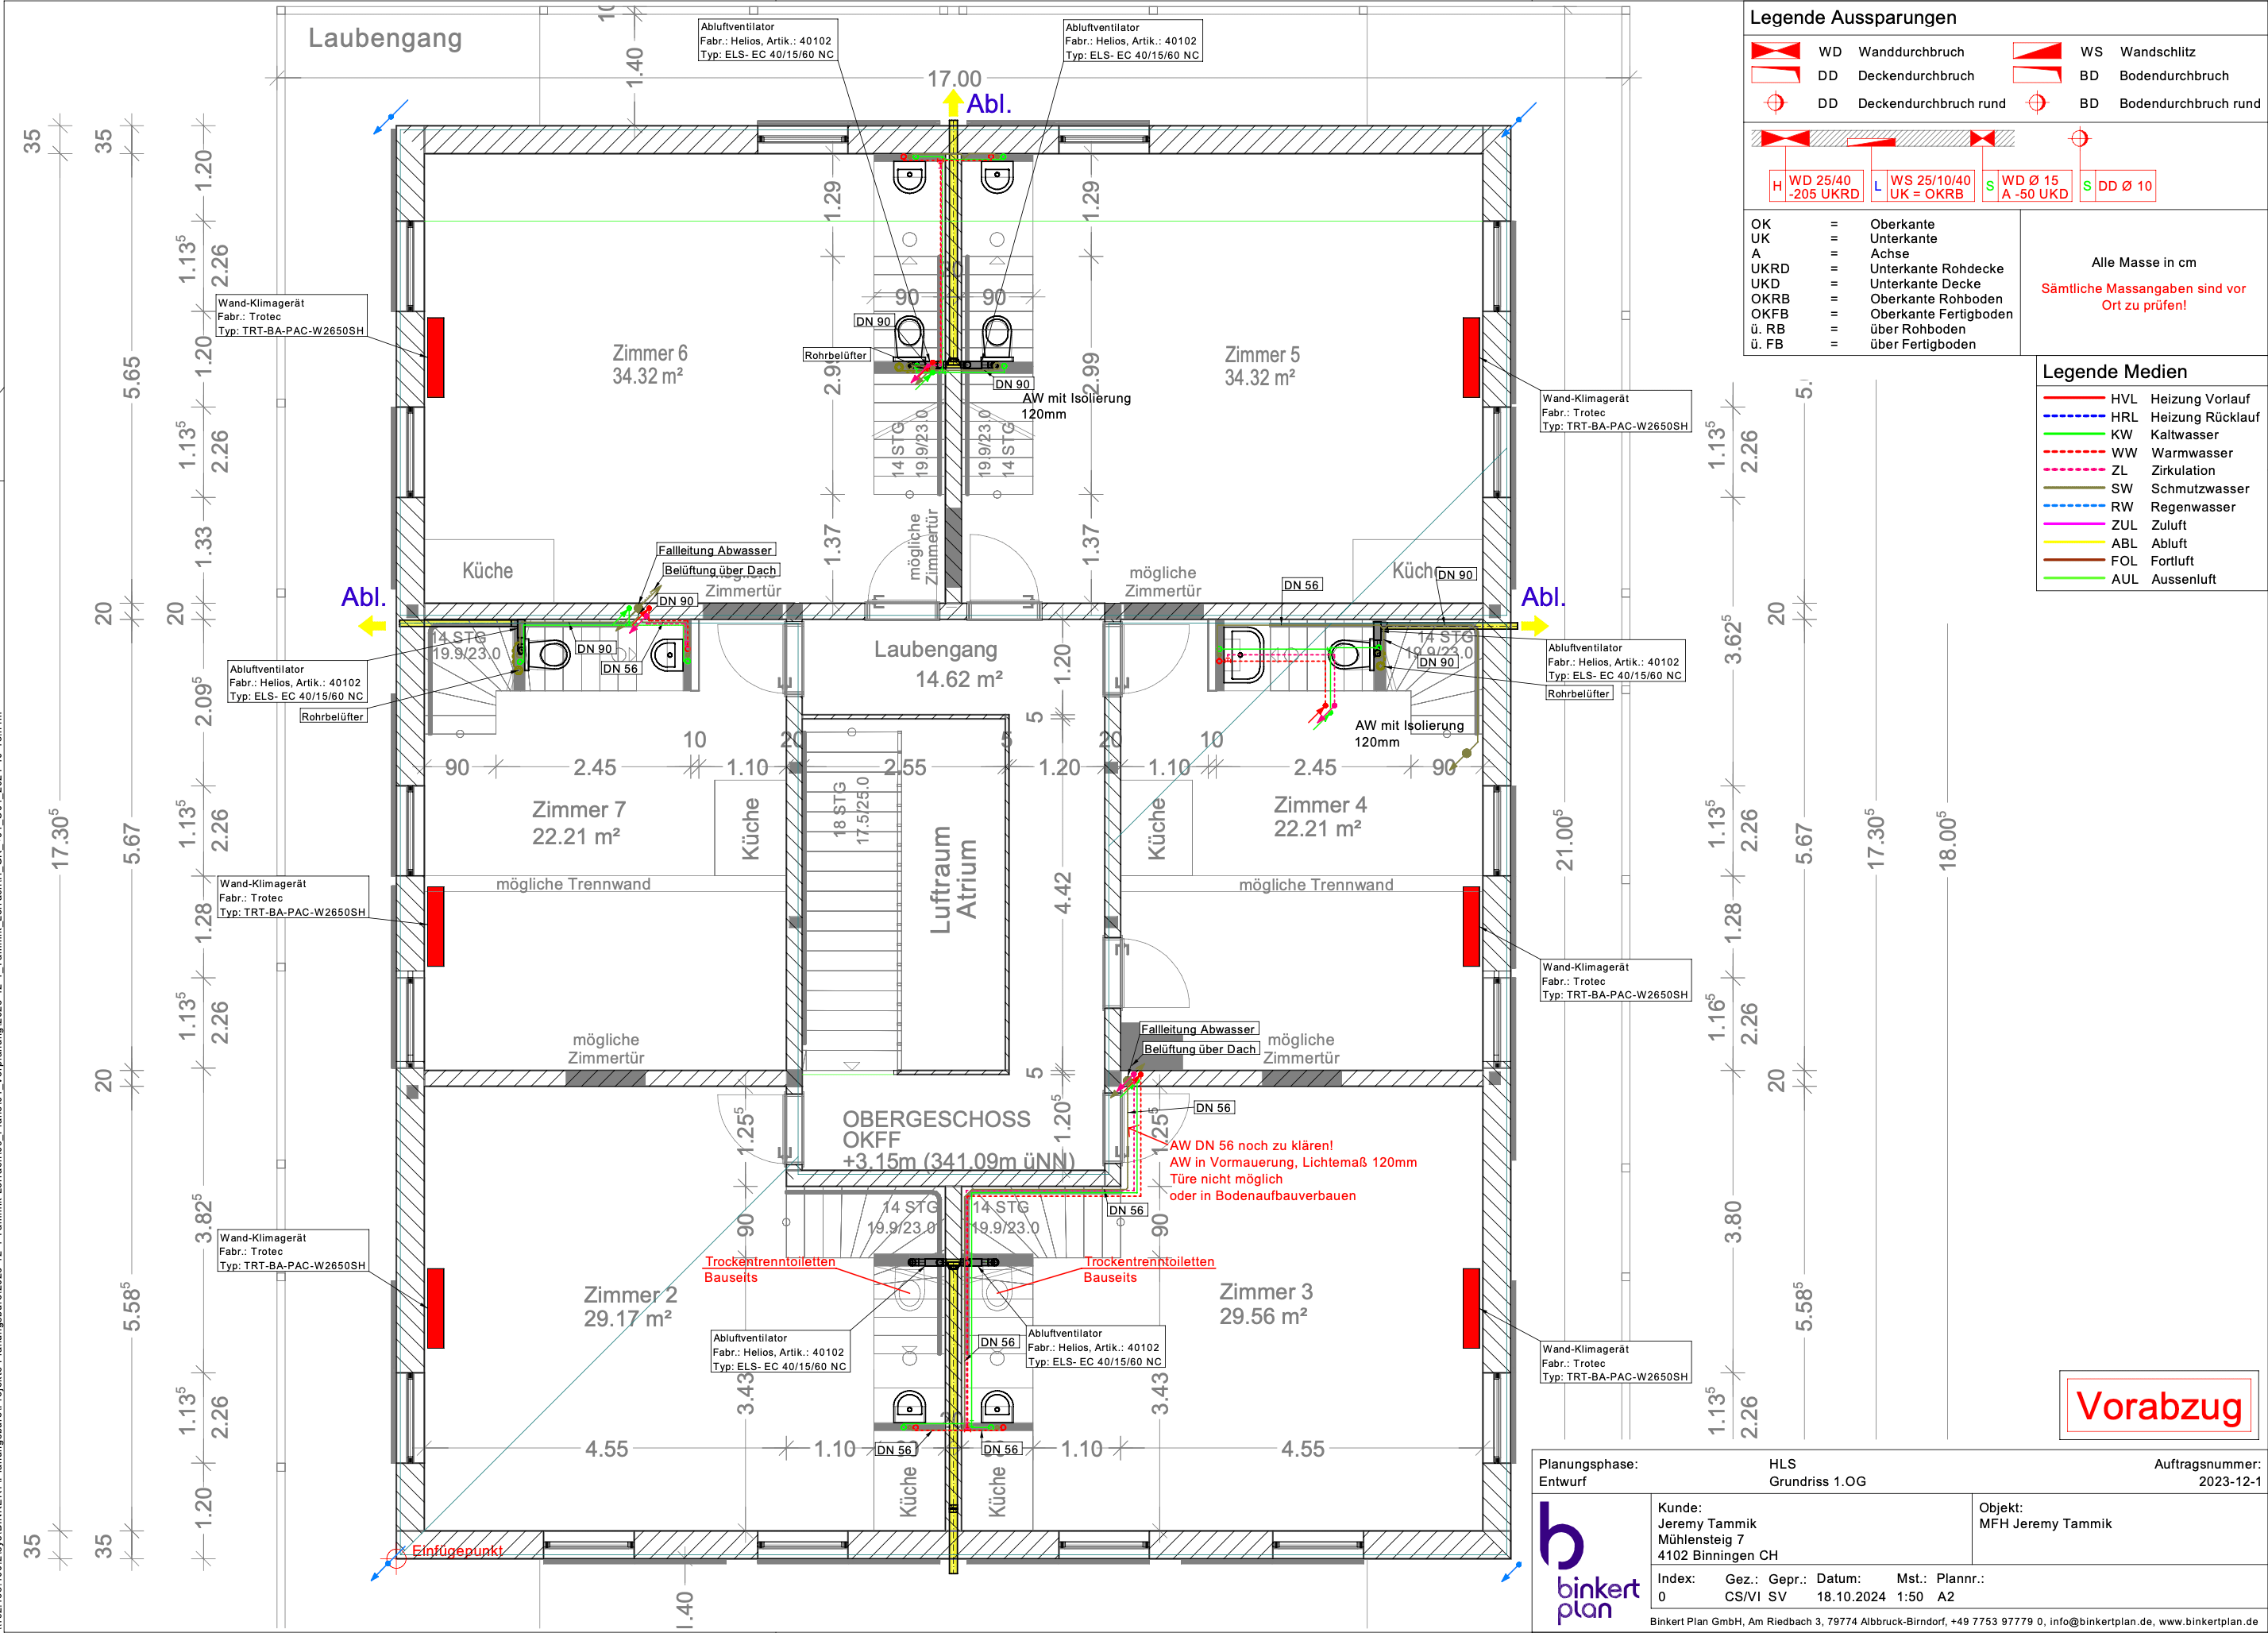 Laubengang
Abluftventilator
Fabr.: Helios, Artik.: 40102
Typ: ELS- EC 40/15/60 NC
Abluftventilator
Fabr.: Helios, Artik.: 40102
Typ: ELS- EC 40/15/60 NC
1.40
17.00
Abl.
35
35
1.20
1.13⁵
2.26
1.20
5.65
1.13⁵
2.26
1.33
20
20
2.09⁵
17.30⁵
5.67
1.13⁵
2.26
1.28
1.13⁵
2.26
20
3.82⁵
5.58⁵
1.13⁵
2.26
1.20
35
35
Wand-Klimagerät
Fabr.: Trotec
Typ: TRT-BA-PAC-W2650SH
1.29
1.29
90
90
DN 90
Rohrbelüfter
Zimmer 6
34.32 m²
Zimmer 5
34.32 m²
2.99
2.99
DN 90
AW mit Isolierung
120mm
14 STG
19.9/23.0
19.9/23.0
14 STG
Wand-Klimagerät
Fabr.: Trotec
Typ: TRT-BA-PAC-W2650SH
1.37
1.37
mögliche
Zimmertür
Küche
Fallleitung Abwasser
Belüftung über Dach
Zimmertür
DN 90
mögliche
Zimmertür
DN 56
DN 90
Abl.
Abl.
14 STG
19.9/23.0
DN 90
DN 56
Abluftventilator
Fabr.: Helios, Artik.: 40102
Typ: ELS- EC 40/15/60 NC
Rohrbelüfter
Laubengang
14.62 m²
1.20
5
14 STG
19.9/23.0
DN 90
Abluftventilator
Fabr.: Helios, Artik.: 40102
Typ: ELS- EC 40/15/60 NC
Rohrbelüfter
AW mit Isolierung
120mm
10
20
5
20
10
90
2.45
1.10
2.55
1.20
1.10
2.45
90
Zimmer 7
22.21 m²
Küche
18 STG
17.5/25.0
Luftraum
Atrium
4.42
Küche
Zimmer 4
22.21 m²
mögliche Trennwand
mögliche Trennwand
Wand-Klimagerät
Fabr.: Trotec
Typ: TRT-BA-PAC-W2650SH
Wand-Klimagerät
Fabr.: Trotec
Typ: TRT-BA-PAC-W2650SH
mögliche
Zimmertür
Fallleitung Abwasser
Belüftung über Dach
mögliche
Zimmertür
5
1.20⁵
1.25⁵
1.25⁵
DN 56
OBERGESCHOSS
OKFF
+3.15m (341.09m üNN)
AW DN 56 noch zu klären!
AW in Vormauerung, Lichtemaß 120mm
Türe nicht möglich
oder in Bodenaufbauverbauen
DN 56
14 STG
19.9/23.0
14 STG
19.9/23.0
90
90
Wand-Klimagerät
Fabr.: Trotec
Typ: TRT-BA-PAC-W2650SH
Trockentrenntoiletten
Bauseits
Trockentrenntoiletten
Bauseits
Zimmer 2
29.17 m²
Zimmer 3
29.56 m²
Abluftventilator
Fabr.: Helios, Artik.: 40102
Typ: ELS- EC 40/15/60 NC
DN 56
Abluftventilator
Fabr.: Helios, Artik.: 40102
Typ: ELS- EC 40/15/60 NC
Wand-Klimagerät
Fabr.: Trotec
Typ: TRT-BA-PAC-W2650SH
3.43
3.43
4.55
1.10
DN 56
DN 56
1.10
4.55
Küche
Küche
Einfügepunkt
1.40
1.13⁵
2.26
3.62⁵
20
1.13⁵
2.26
5.67
17.30⁵
18.00⁵
21.00⁵
1.28
1.16⁵
2.26
20
3.80
5.58⁵
1.13⁵
2.26
Legende Aussparungen
WD Wanddurchbruch
WS Wandschlitz
DD Deckendurchbruch
BD Bodendurchbruch
DD Deckendurchbruch rund
BD Bodendurchbruch rund
H WD 25/40
-205 UKRD
L WS 25/10/40
UK = OKRB
S WD Ø 15
A -50 UKD
S DD Ø 10
OK = Oberkante
UK = Unterkante
A = Achse
UKRD = Unterkante Rohdecke
UKD = Unterkante Decke
OKRB = Oberkante Rohboden
OKFB = Oberkante Fertigboden
ü. RB = über Rohboden
ü. FB = über Fertigboden
Alle Masse in cm
Sämtliche Massangaben sind vor
Ort zu prüfen!
Legende Medien
HVL Heizung Vorlauf
HRL Heizung Rücklauf
KW Kaltwasser
WW Warmwasser
ZL Zirkulation
SW Schmutzwasser
RW Regenwasser
ZUL Zuluft
ABL Abluft
FOL Fortluft
AUL Aussenluft
Vorabzug
Planungsphase:
Entwurf
HLS
Grundriss 1.OG
Auftragsnummer:
2023-12-1
binkert
plan
Kunde:
Jeremy Tammik
Mühlensteig 7
4102 Binningen CH
Objekt:
MFH Jeremy Tammik
Index: Gez.: Gepr.: Datum: Mst.: Plannr.:
0 CS/VI SV 18.10.2024 1:50 A2
Binkert Plan GmbH, Am Riedbach 3, 79774 Albbruck-Birndorf, +49 7753 97779 0, info@binkertplan.de, www.binkertplan.de